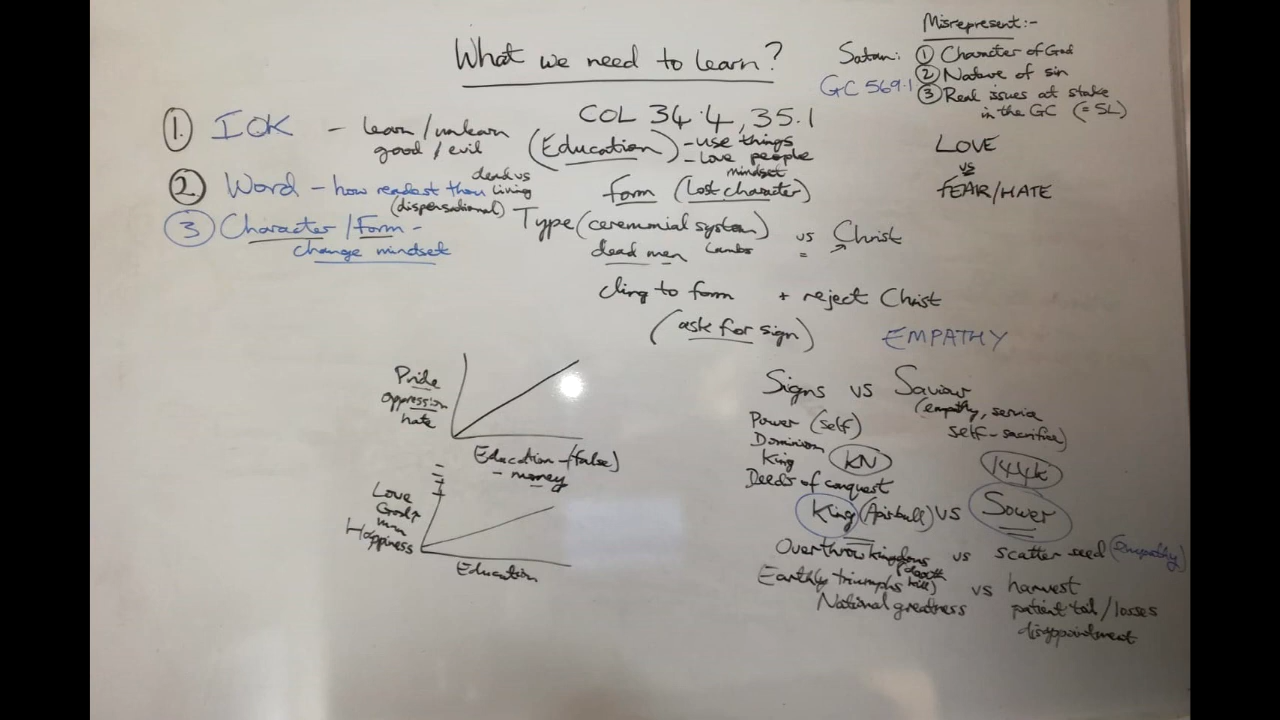 What we need to learn?
Misrepresent:-
Satan: ① Character of God
GC 569.1 ② Nature of sin
③ Real issues at stake
in the GC (= SL)
LOVE
vs
FEAR/HATE
1. IOK - learn/unlearn
good/evil
COL 34.4, 35.1
(Education) - use things
- Love people
mindset
② Word - how readest thou
dead vs
living
(dispensational)
form (Lost character)
③ Character/Form -
change mindset
Type (ceremonial system) vs Christ
dead men Lambs =
cling to form + reject Christ
(ask for sign)
EMPATHY
Pride
oppression
hate
Education - (false)
- money
Love
God +
man
Happiness
Education
Signs vs Saviour
(empathy, service
self-sacrifice)
Power (self)
Dominion
King KN 144K
Deeds of conquest
King vs Sower
Overthrow kingdoms vs scatter seed (Empathy)
(death
Earthly triumphs vs harvest
National greatness patient toil/losses
disappointment